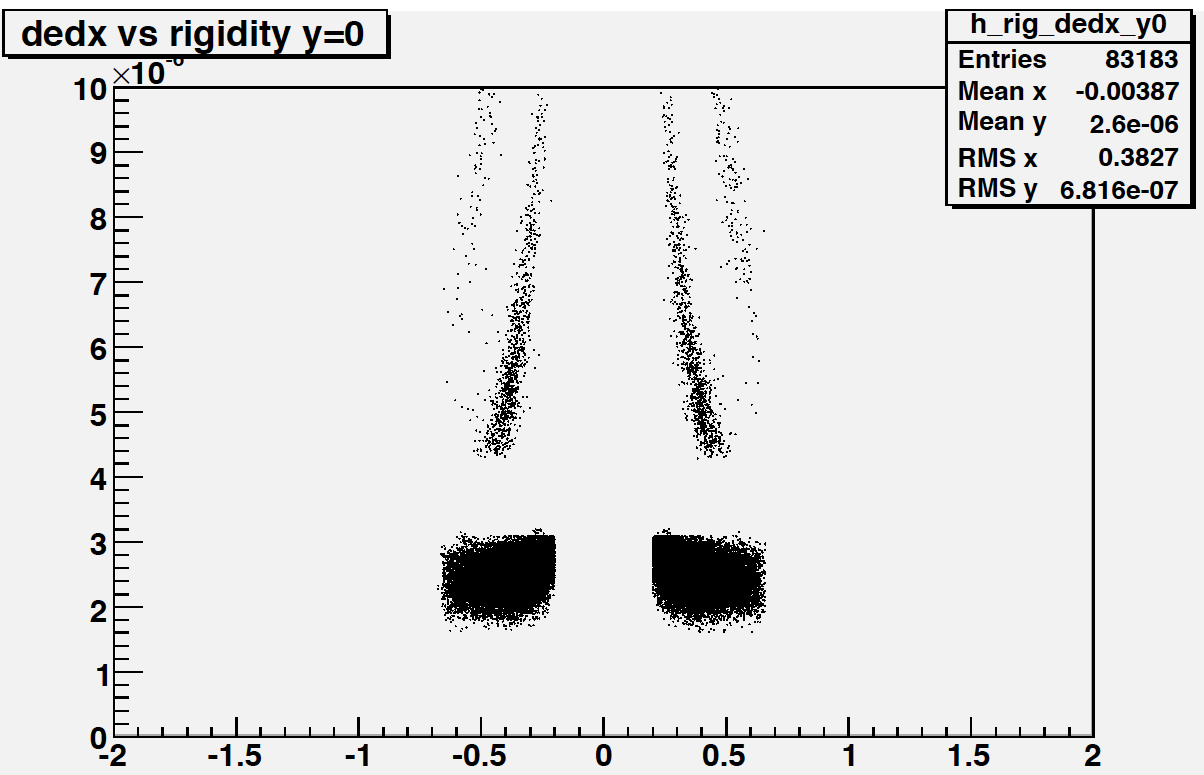 dedx vs rigidity y=0
h_rig_dedx_y0
Entries 83183
Mean x -0.00387
Mean y 2.6e-06
RMS x 0.3827
RMS y 6.816e-07
×10-6
10
9
8
7
6
5
4
3
2
1
0
-2 -1.5 -1 -0.5 0 0.5 1 1.5 2